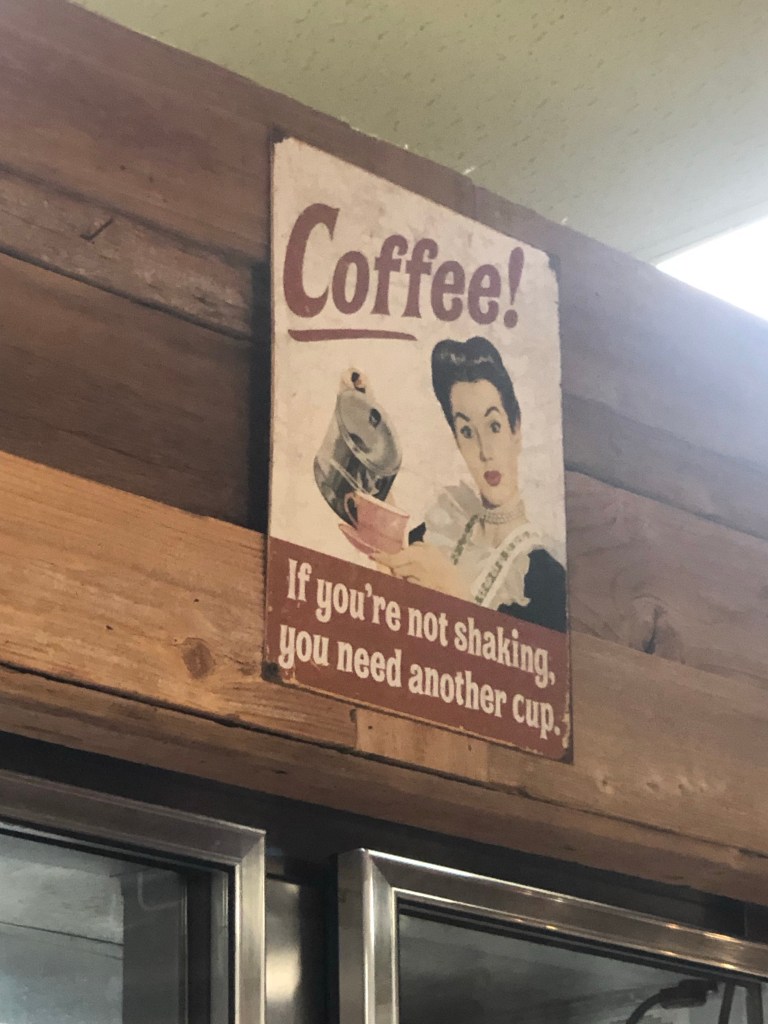 Coffee!
If you're not shaking,
you need another cup.